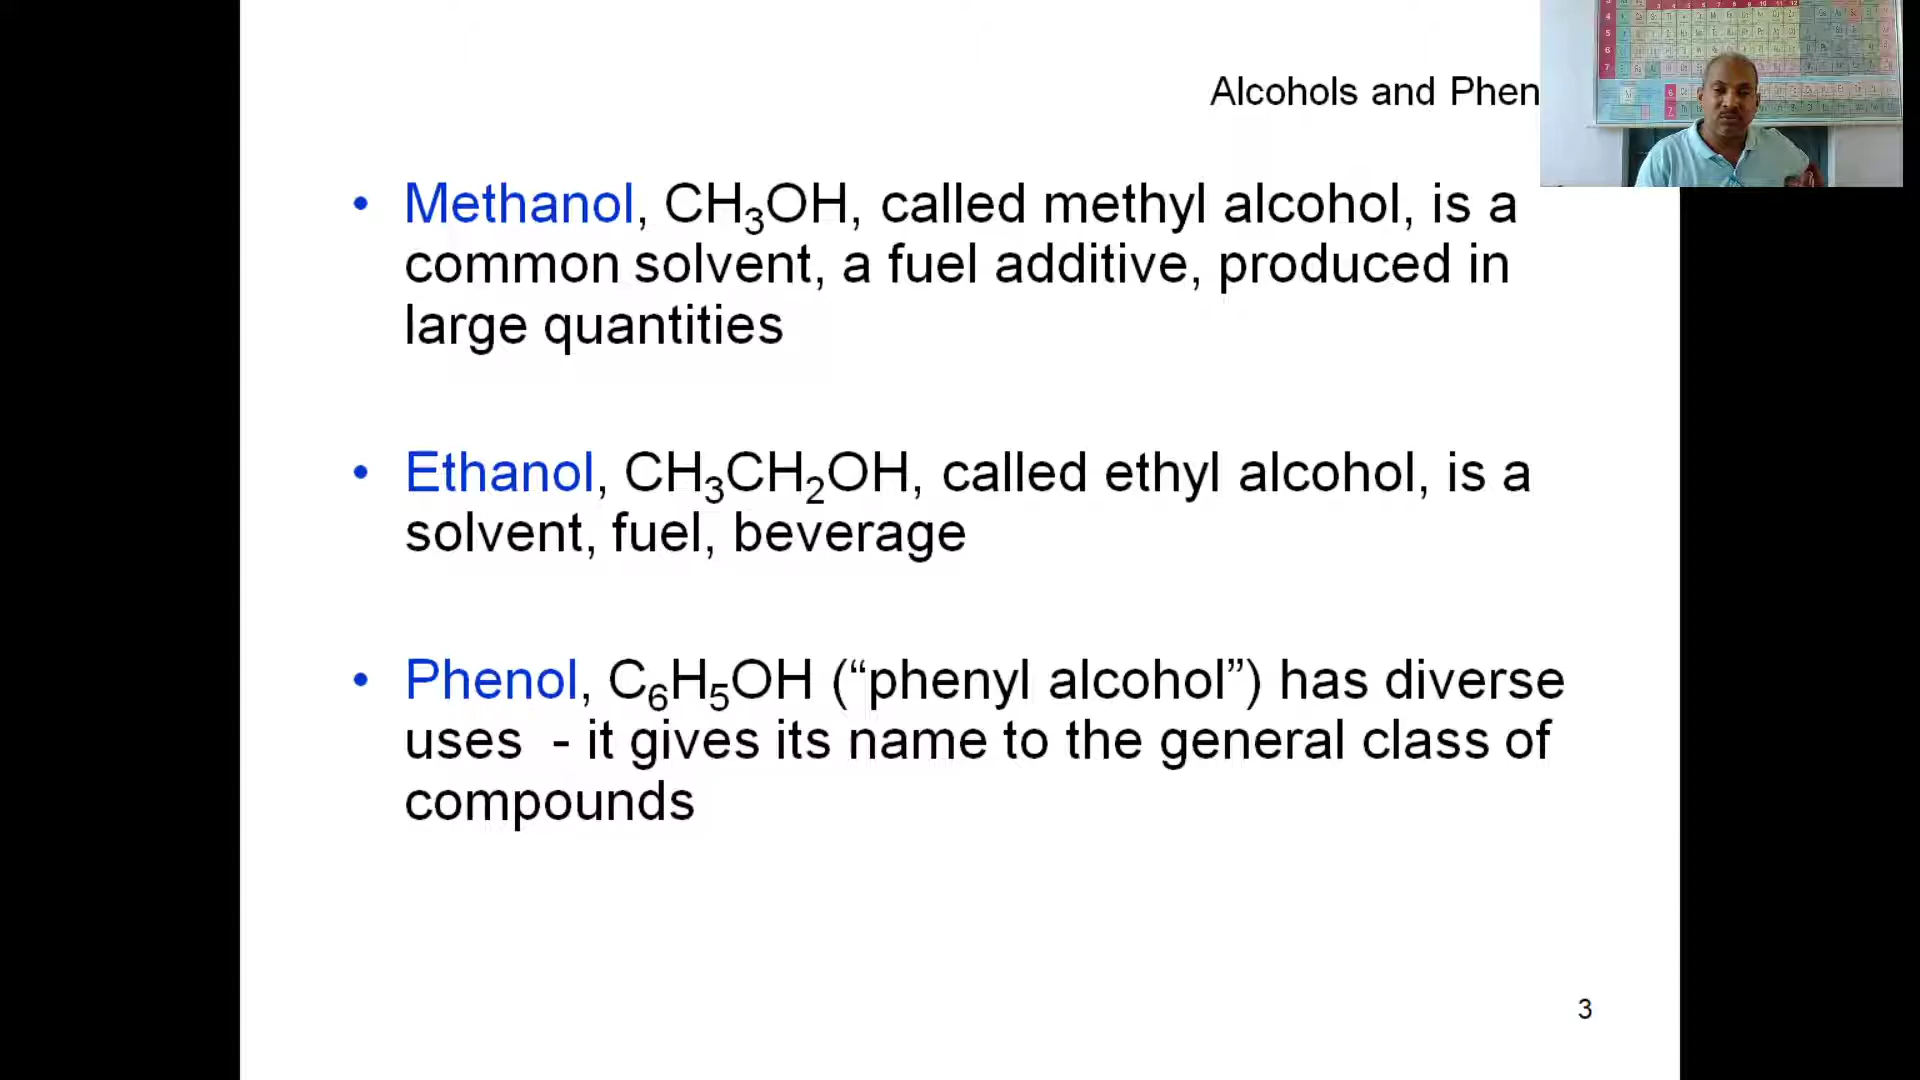 Alcohols and Phen
• Methanol, CH₃OH, called methyl alcohol, is a
common solvent, a fuel additive, produced in
large quantities
• Ethanol, CH₃CH₂OH, called ethyl alcohol, is a
solvent, fuel, beverage
• Phenol, C₆H₅OH (“phenyl alcohol”) has diverse
uses - it gives its name to the general class of
compounds
3